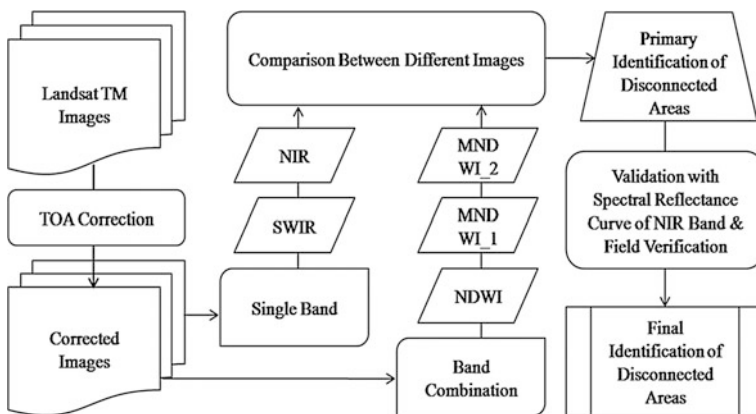 Landsat TM
Images
TOA Correction
Corrected
Images
Single Band
SWIR
NIR
Band
Combination
NDWI
MND
WI_1
MND
WI_2
Comparison Between Different Images
Primary
Identification of
Disconnected
Areas
Validation with
Spectral Reflectance
Curve of NIR Band &
Field Verification
Final
Identification of
Disconnected
Areas